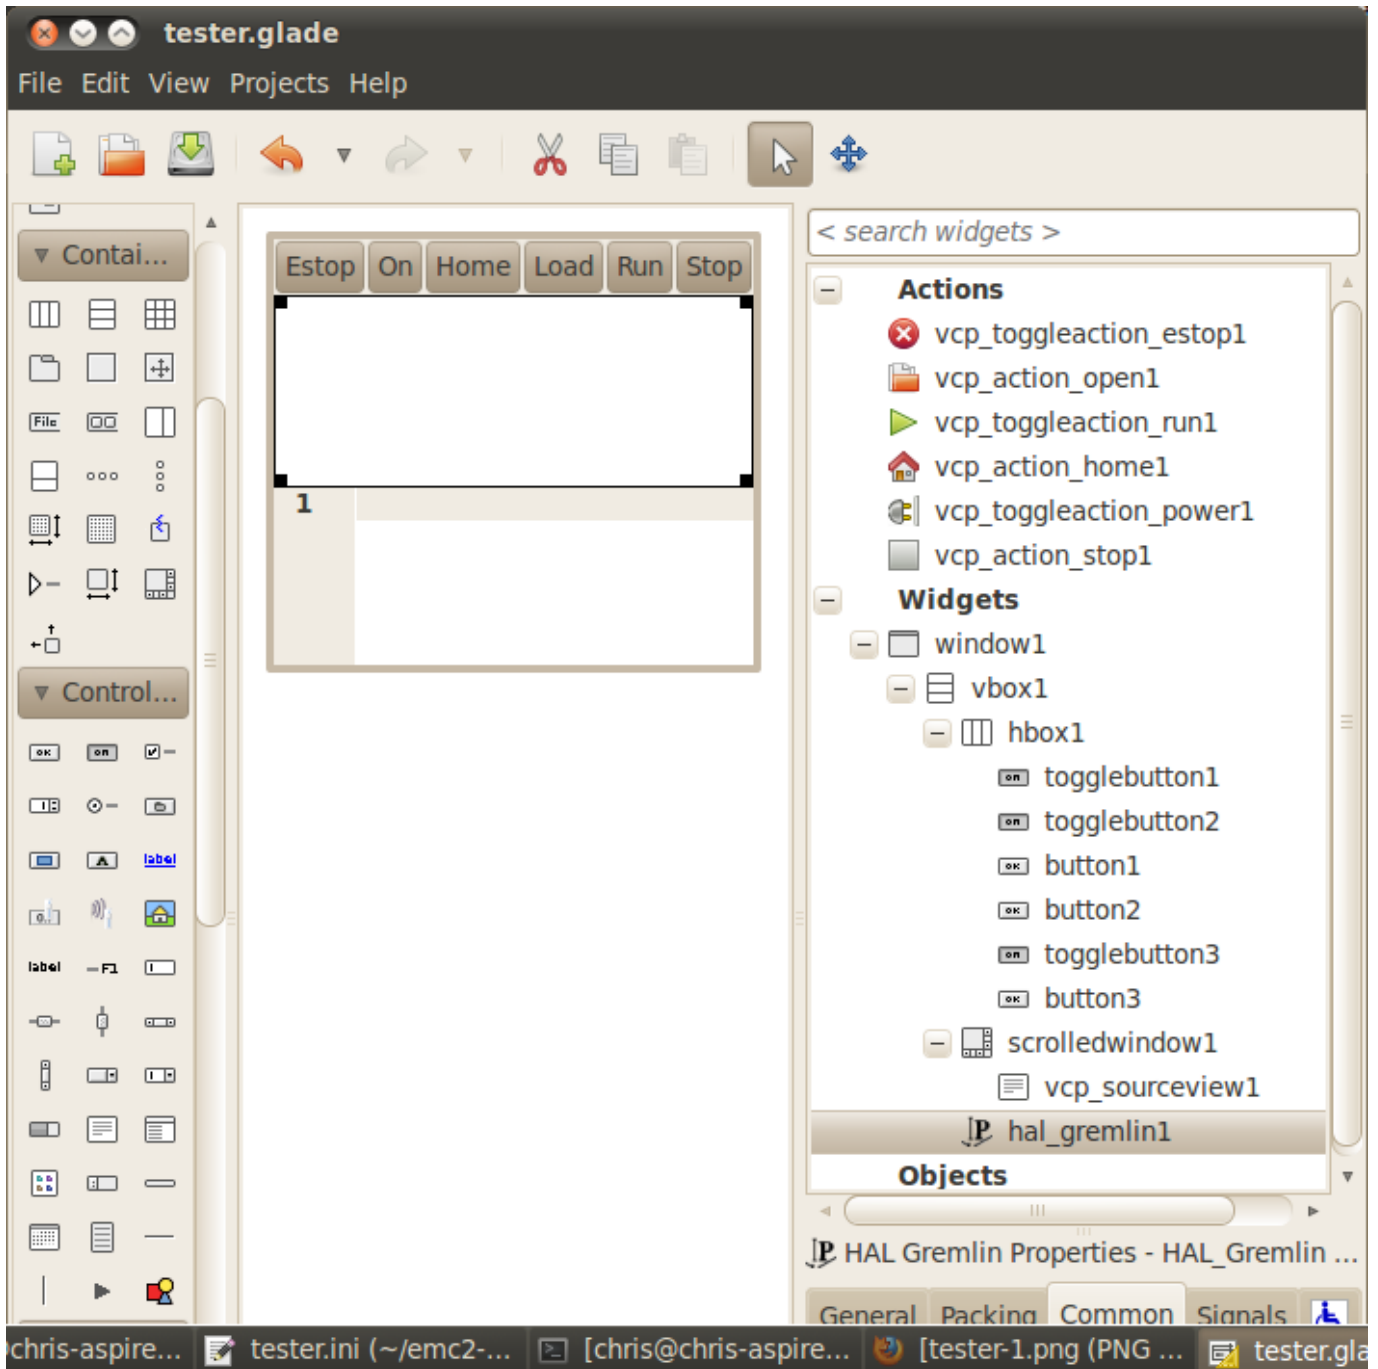 tester.glade
File Edit View Projects Help
Contai...
Estop On Home Load Run Stop
< search widgets >
Actions
vcp_toggleaction_estop1
vcp_action_open1
vcp_toggleaction_run1
vcp_action_home1
vcp_toggleaction_power1
vcp_action_stop1
Widgets
window1
vbox1
hbox1
togglebutton1
togglebutton2
button1
button2
togglebutton3
button3
scrolledwindow1
vcp_sourceview1
hal_gremlin1
Objects
1
File
Control...
OK on
label
label F1
HAL Gremlin Properties - HAL_Gremlin ...
General Packing Common Signals
chris-aspire... tester.ini (~/emc2-... [chris@chris-aspire... [tester-1.png (PNG ... tester.gla